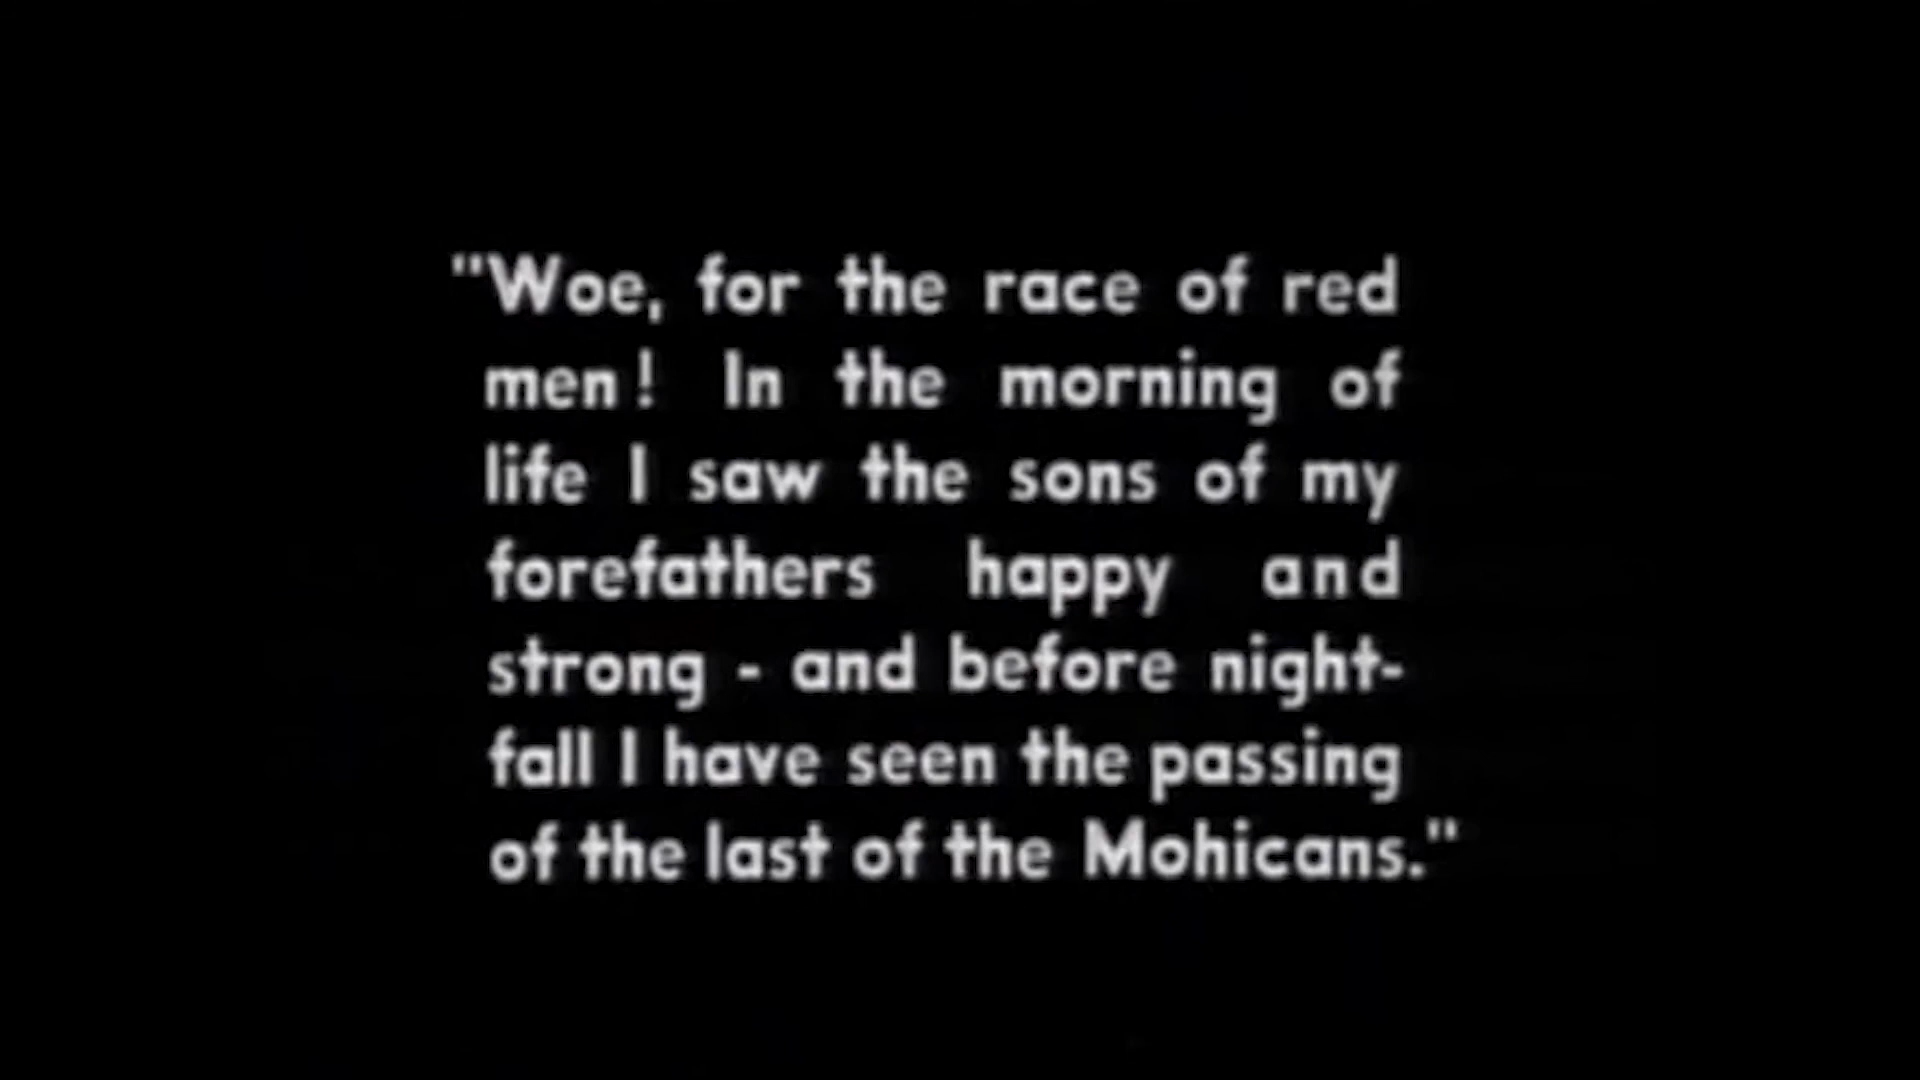 "Woe, for the race of red
men! In the morning of
life I saw the sons of my
forefathers happy and
strong - and before night-
fall I have seen the passing
of the last of the Mohicans."